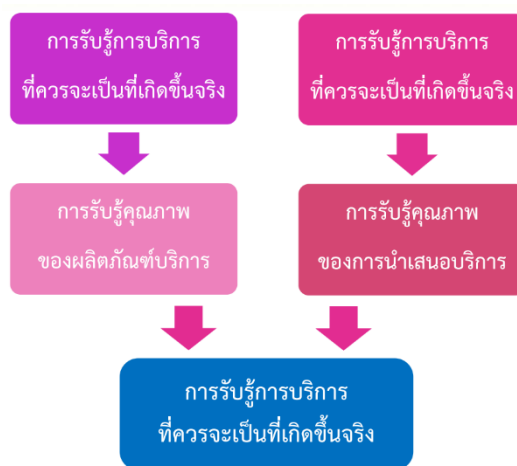 การรับรู้การบริการ
ที่ควรจะเป็นที่เกิดขึ้นจริง
การรับรู้การบริการ
ที่ควรจะเป็นที่เกิดขึ้นจริง
การรับรู้คุณภาพ
ของผลิตภัณฑ์บริการ
การรับรู้คุณภาพ
ของการนำเสนอบริการ
การรับรู้การบริการ
ที่ควรจะเป็นที่เกิดขึ้นจริง